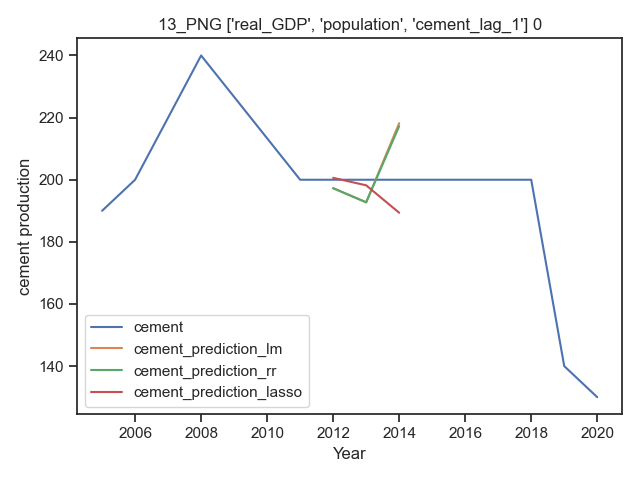 13_PNG ['real_GDP', 'population', 'cement_lag_1'] 0
240
220
200
180
160
140
cement production
cement
cement_prediction_lm
cement_prediction_rr
cement_prediction_lasso
2006 2008 2010 2012 2014 2016 2018 2020
Year